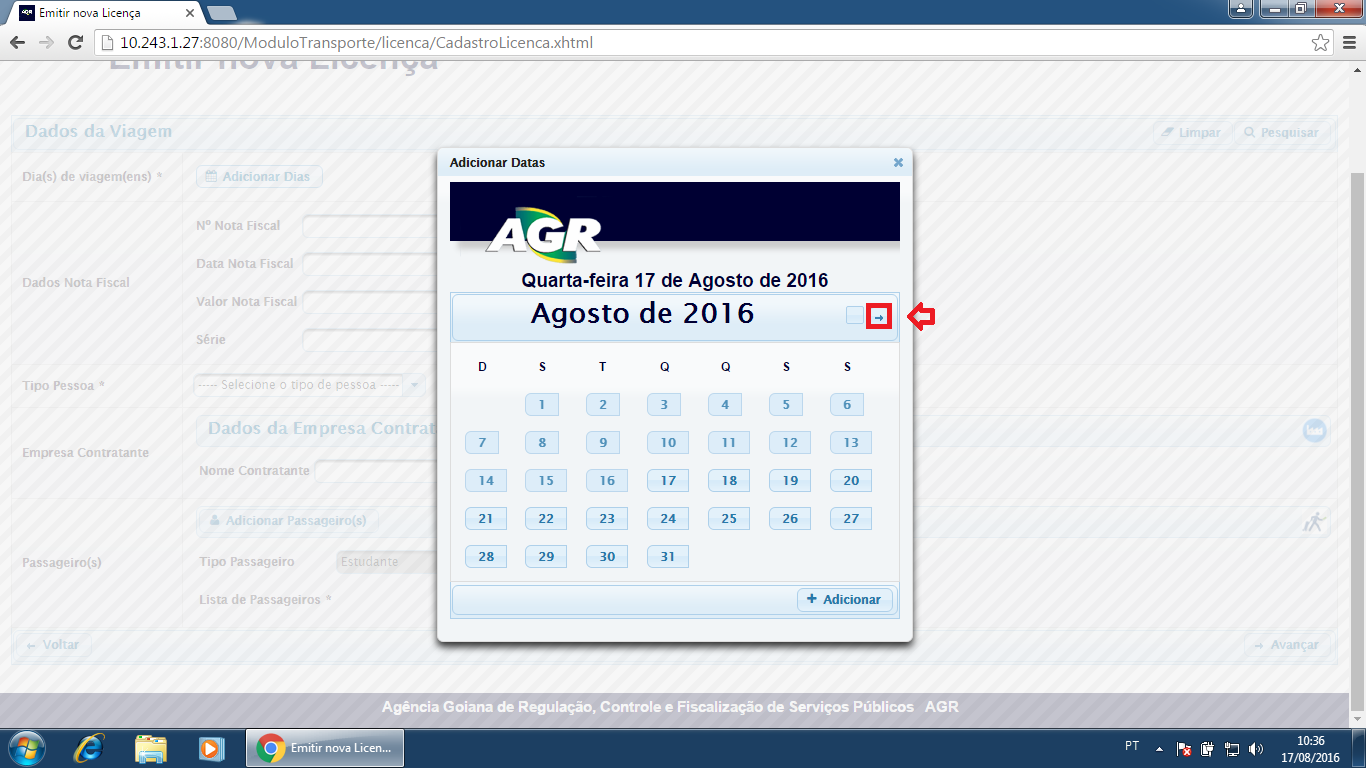 Emitir nova Licença
10.243.1.27:8080/ModuloTransporte/licenca/CadastroLicenca.xhtml
Emitir nova Licença
Dados da Viagem
Limpar
Pesquisar
Dia(s) de viagem(ens) *
Adicionar Dias
Dados Nota Fiscal
Nº Nota Fiscal
Data Nota Fiscal
Valor Nota Fiscal
Série
Tipo Pessoa *
----- Selecione o tipo de pessoa -----
Empresa Contratante
Dados da Empresa Contrat
Nome Contratante
Adicionar Passageiro(s)
Passageiro(s)
Tipo Passageiro
Estudante
Lista de Passageiros *
Voltar
Avançar
Adicionar Datas
AGR
Quarta-feira 17 de Agosto de 2016
Agosto de 2016
D S T Q Q S S
1 2 3 4 5 6
7 8 9 10 11 12 13
14 15 16 17 18 19 20
21 22 23 24 25 26 27
28 29 30 31
Adicionar
Agência Goiana de Regulação, Controle e Fiscalização de Serviços Públicos AGR
Emitir nova Licen...
PT
10:36
17/08/2016